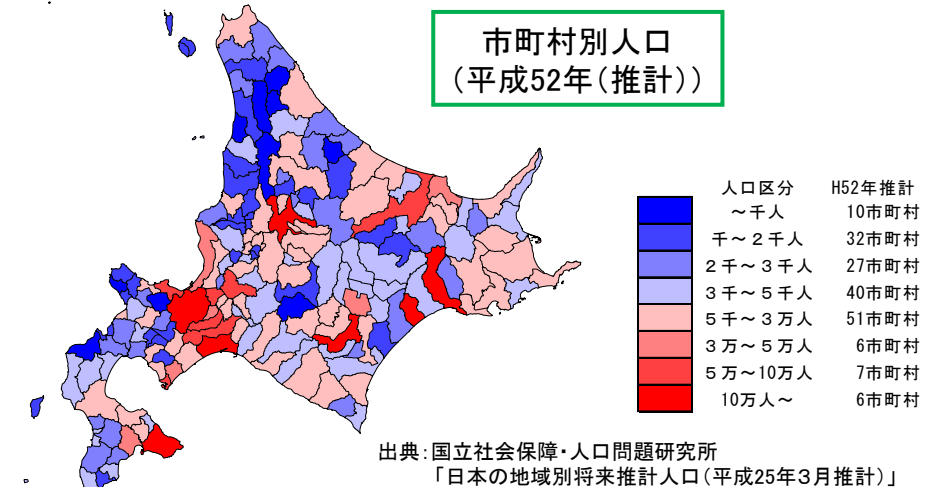 市町村別人口
（平成52年（推計））
人口区分 H52年推計
～千人 10市町村
千～２千人 32市町村
２千～３千人 27市町村
３千～５千人 40市町村
５千～３万人 51市町村
３万～５万人 6市町村
５万～10万人 7市町村
10万人～ 6市町村
出典：国立社会保障・人口問題研究所
「日本の地域別将来推計人口（平成25年３月推計）」